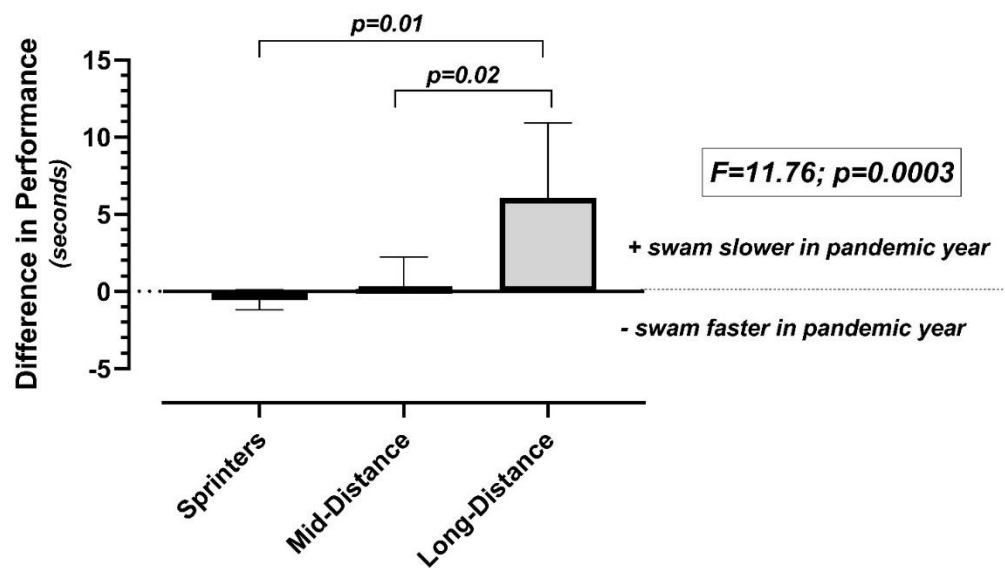 p=0.01
p=0.02
Difference in Performance
(seconds)
15
10
5
0
-5
F=11.76; p=0.0003
+ swam slower in pandemic year
- swam faster in pandemic year
Sprinters
Mid-Distance
Long-Distance